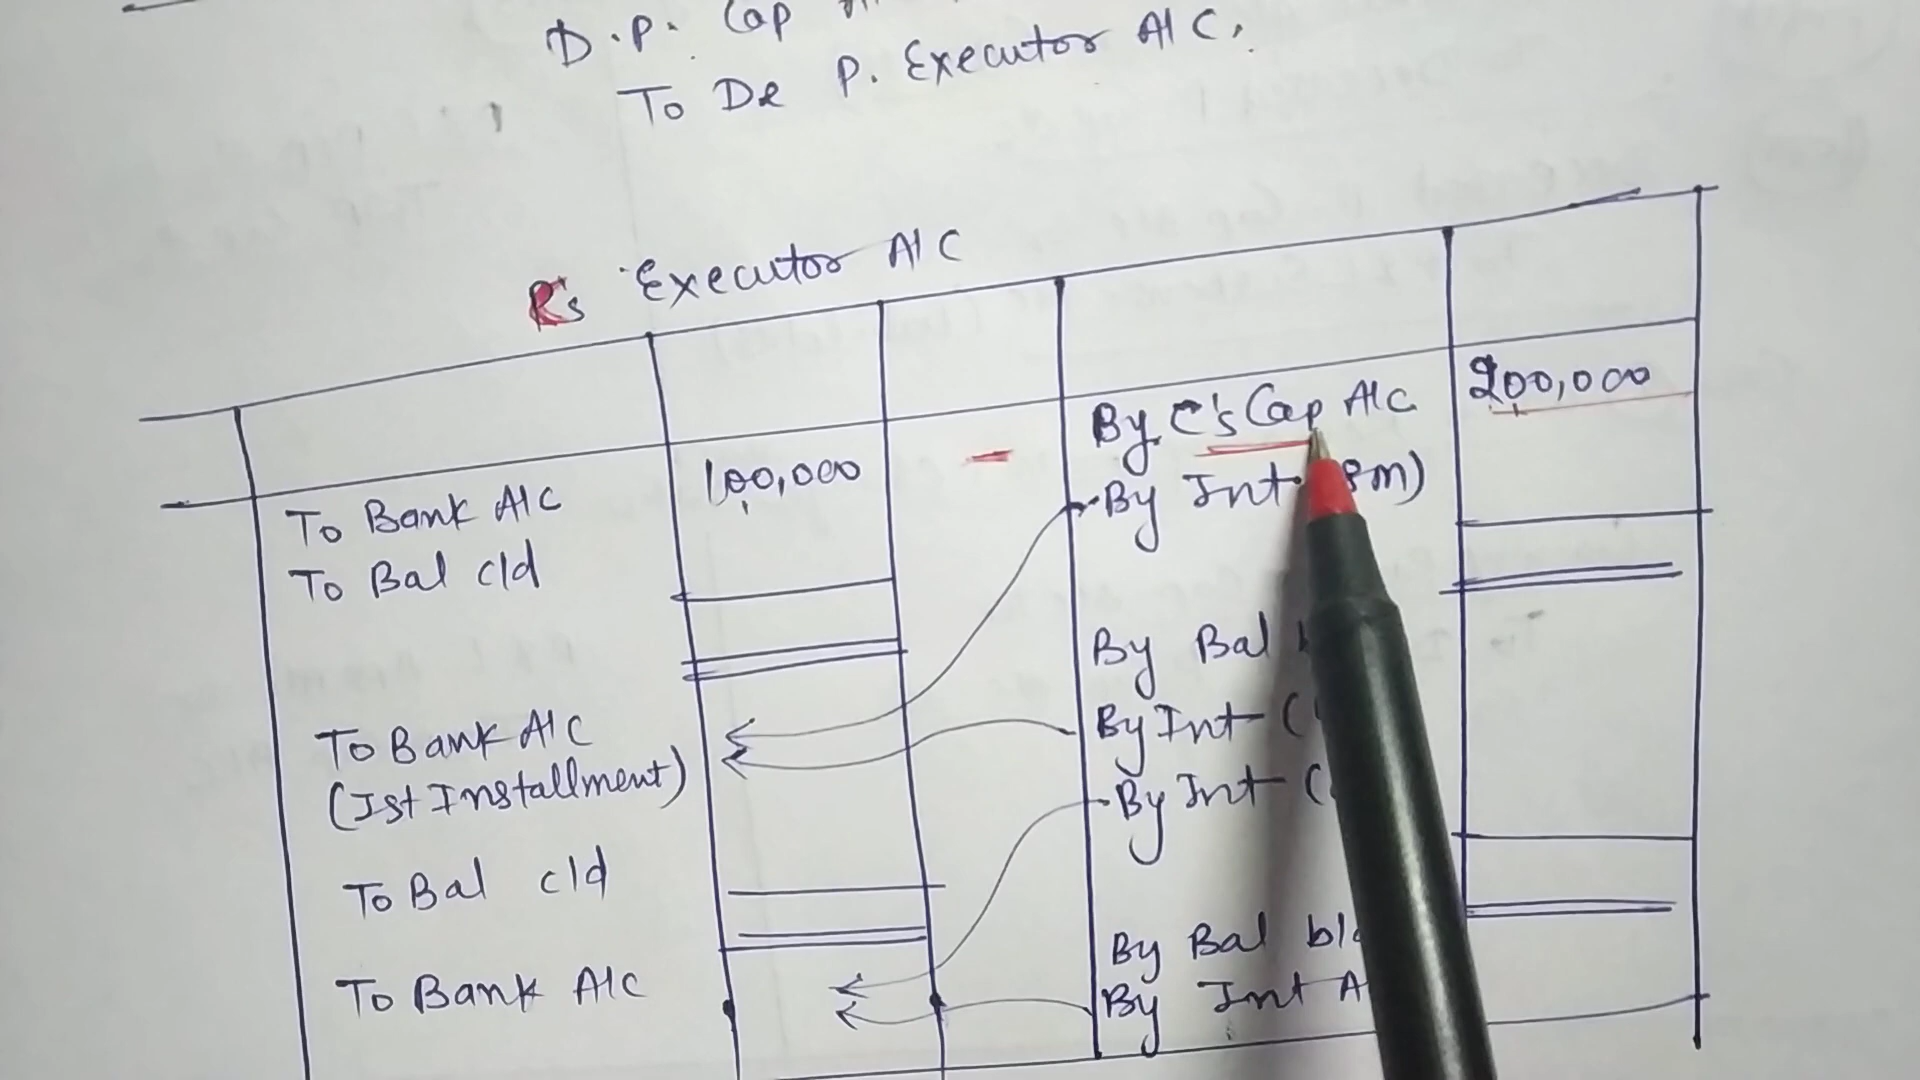 D.P. Cap
To De P. Executor A/C.
R's Executor A/C
To Bank A/C 100,000
To Bal c/d
To Bank A/C
(Ist Installment)
To Bal c/d
To Bank A/C
By C's Cap A/c 200,000
By Int 8m)
By Bal
By Int (
By Int (
By Bal b/d
By Int A